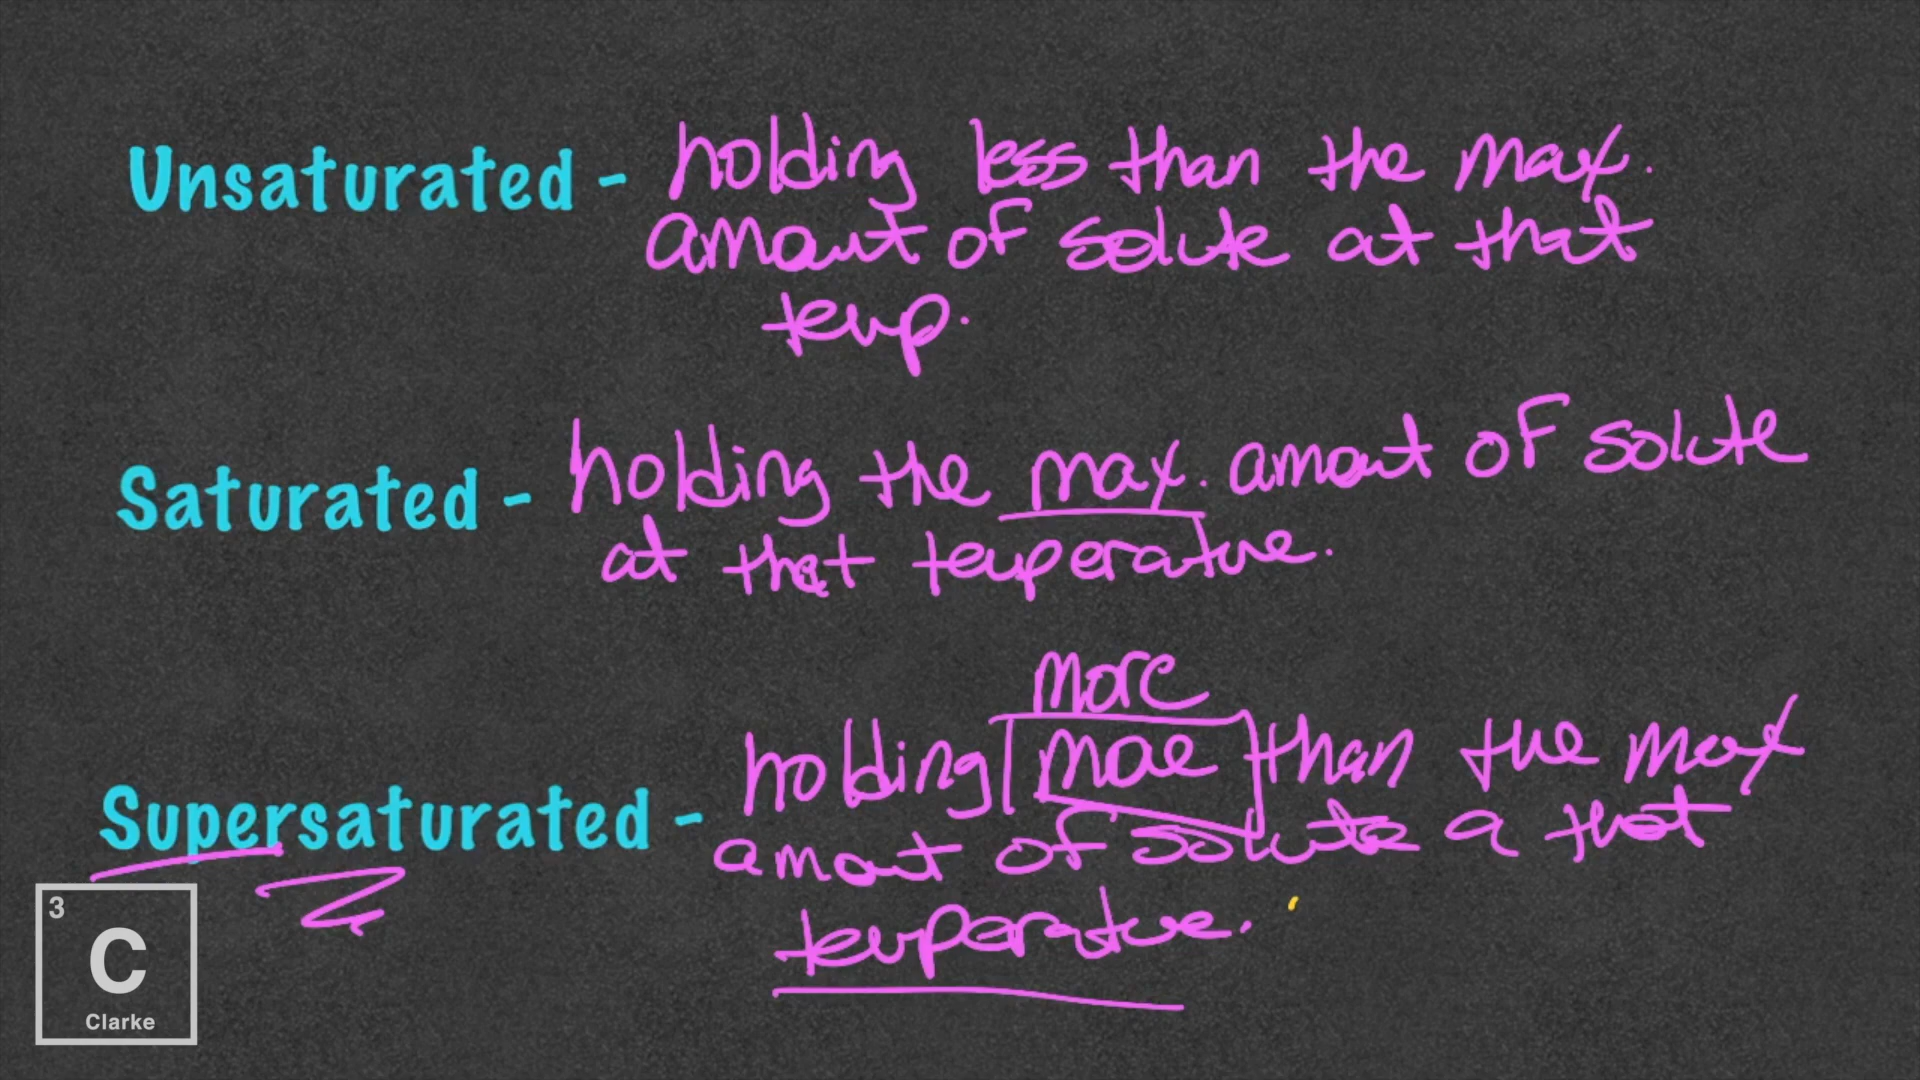 Unsaturated - holding less than the max.
amount of solute at that
temp.
Saturated - holding the max. amount of solute
at that temperature.
more
Supersaturated - holding more than the max
amount of solute a that
temperature.
3
C
Clarke